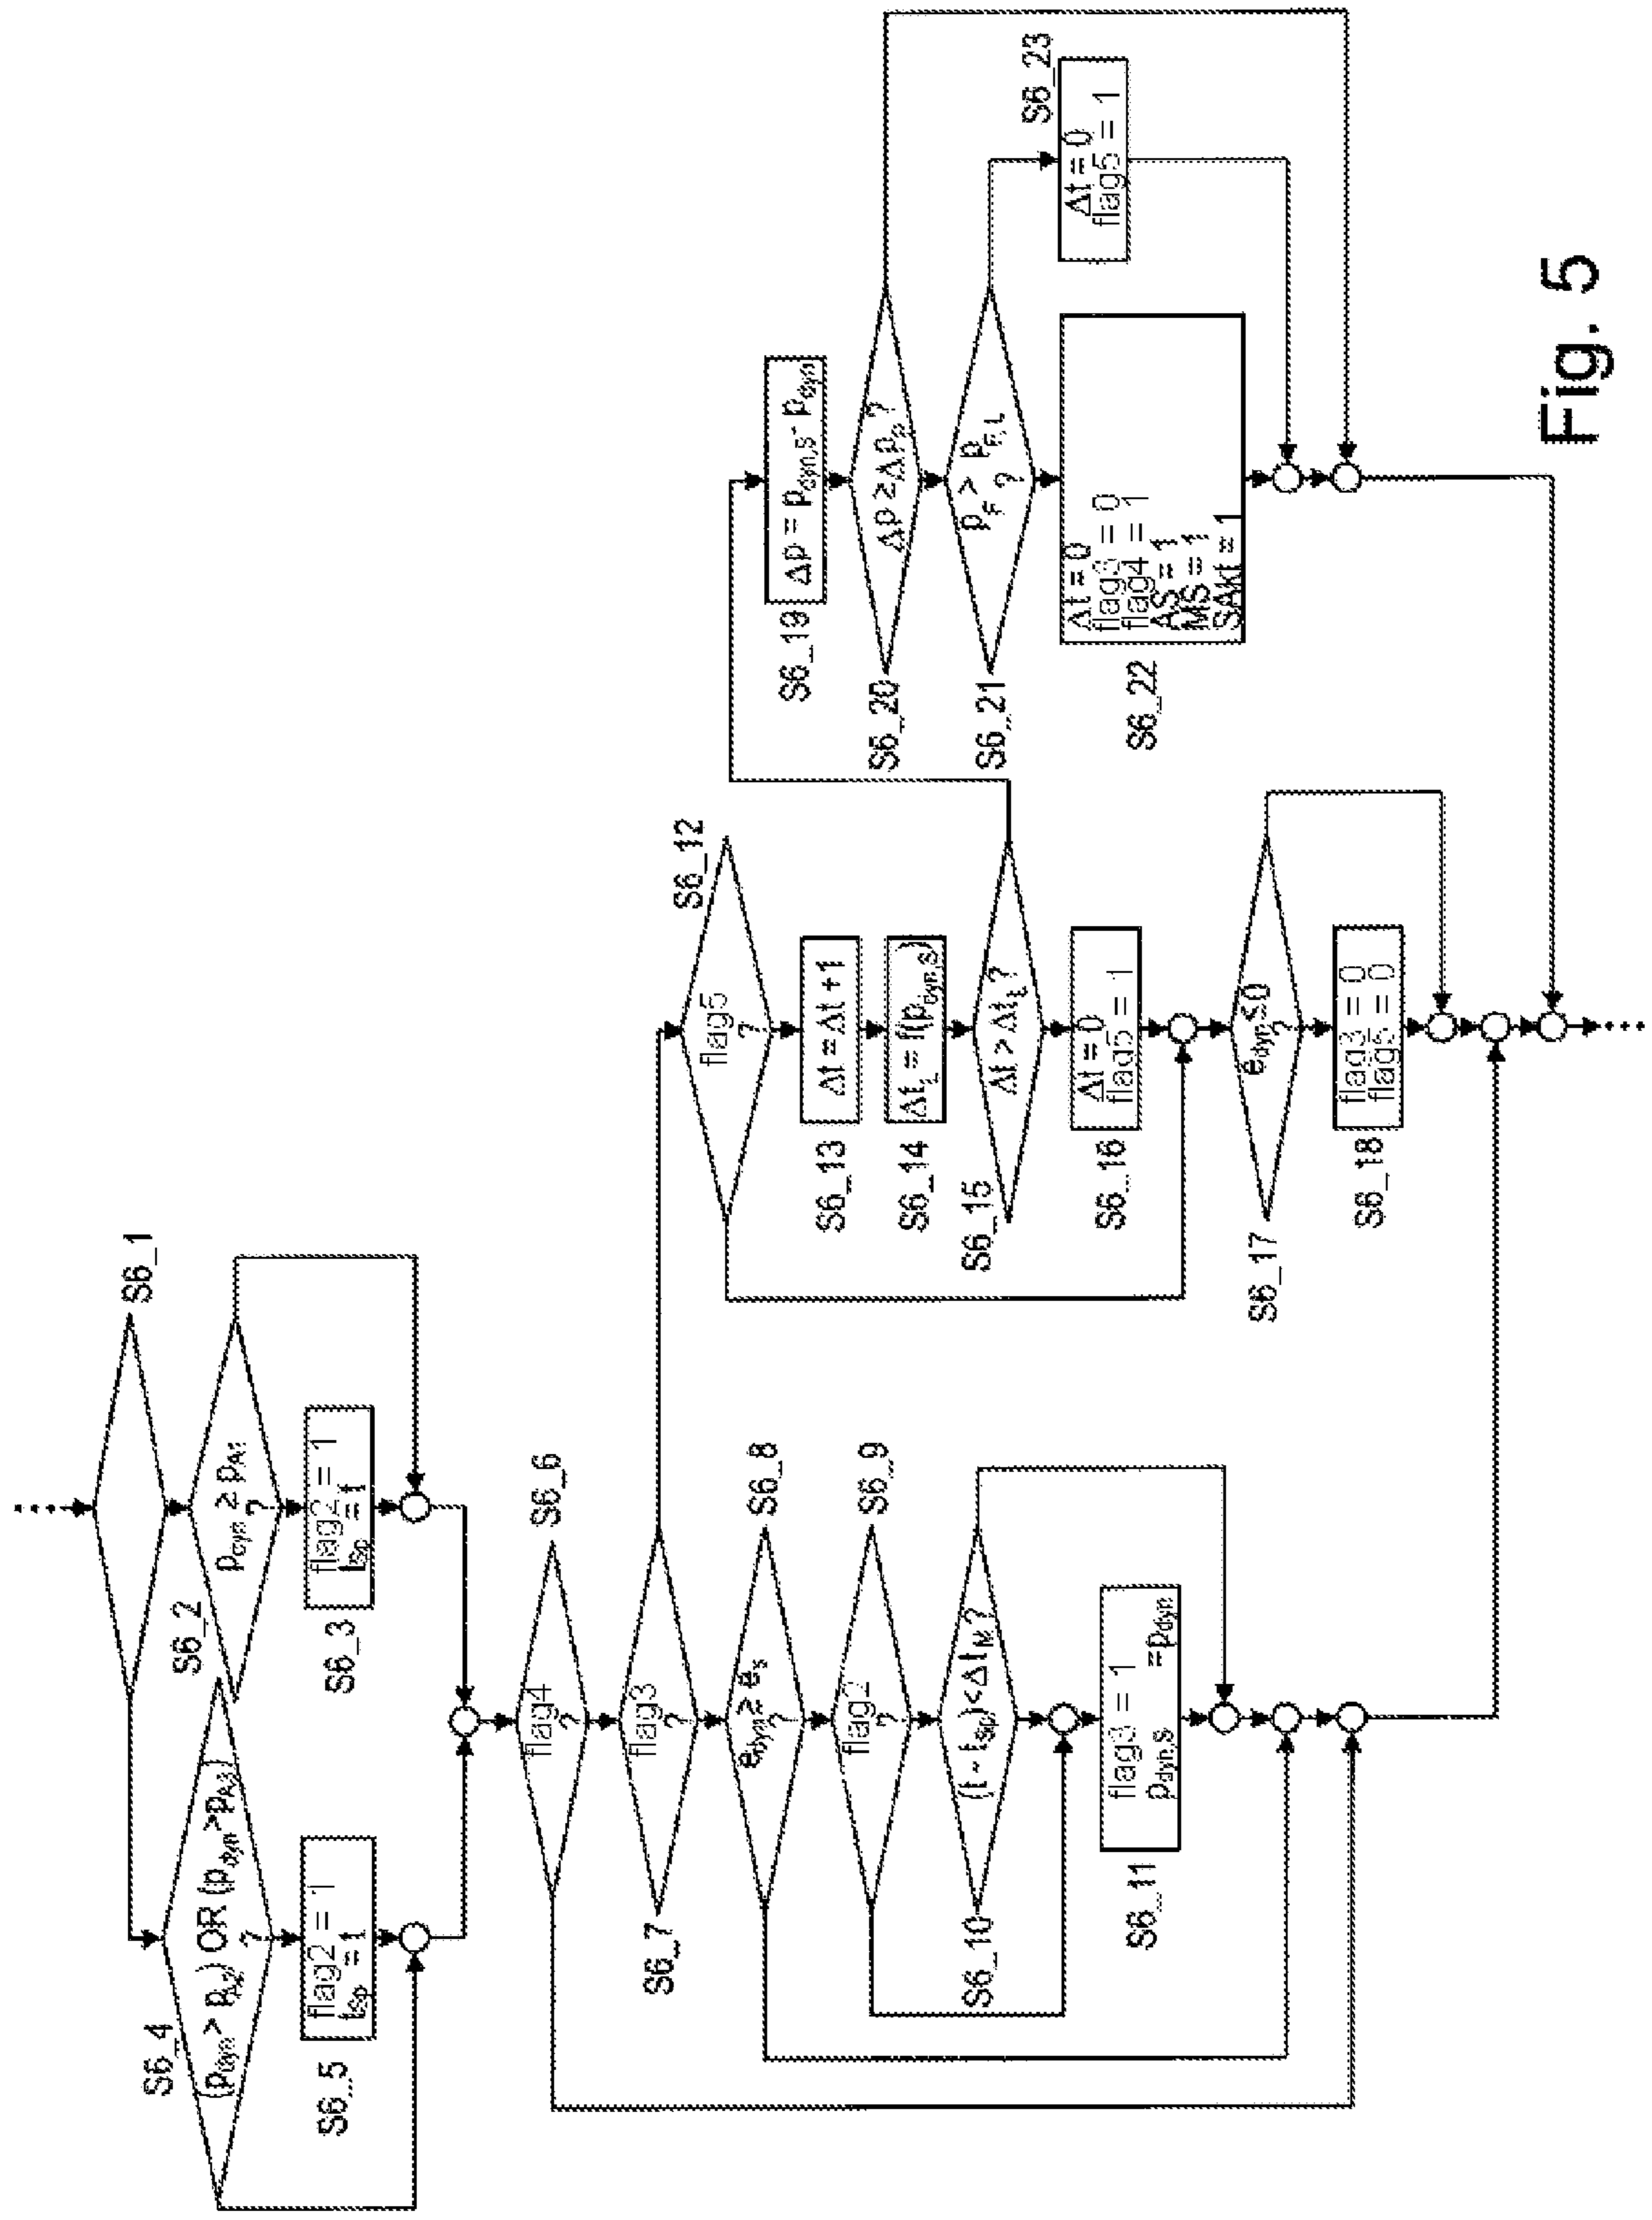 S6_1
S6_2
p_dyn ≥ p_A1
?
S6_3
flag2 = 1
t_Sp = 1
S6_4
(p_dyn > p_A2) OR (p_dyn > p_A3)
?
S6_5
flag2 = 1
t_Sp = 1
S6_6
flag4
?
S6_7
flag3
?
S6_8
e_dyn ≥ e_s
?
S6_9
flag2
?
S6_10
(t - t_Sp) < Δt_M ?
S6_11
flag3 = 1
p_dyn,S = p_dyn
S6_12
flag5
?
S6_13
Δt = Δt + 1
S6_14
Δt_L = f(p_dyn,S)
S6_15
Δt > Δt_L ?
S6_16
Δt = 0
flag5 = 1
S6_17
e_dyn ≤ 0
?
S6_18
flag3 = 0
flag5 = 0
S6_19
Δp = p_dyn,S - p_dyn
S6_20
Δp ≥ Δp_P ?
S6_21
p_F > p_F,L
?
S6_22
Δt = 0
flag3 = 0
flag4 = 1
AS = 1
MS = 1
SAkt = 1
S6_23
Δt = 0
flag5 = 1
Fig. 5